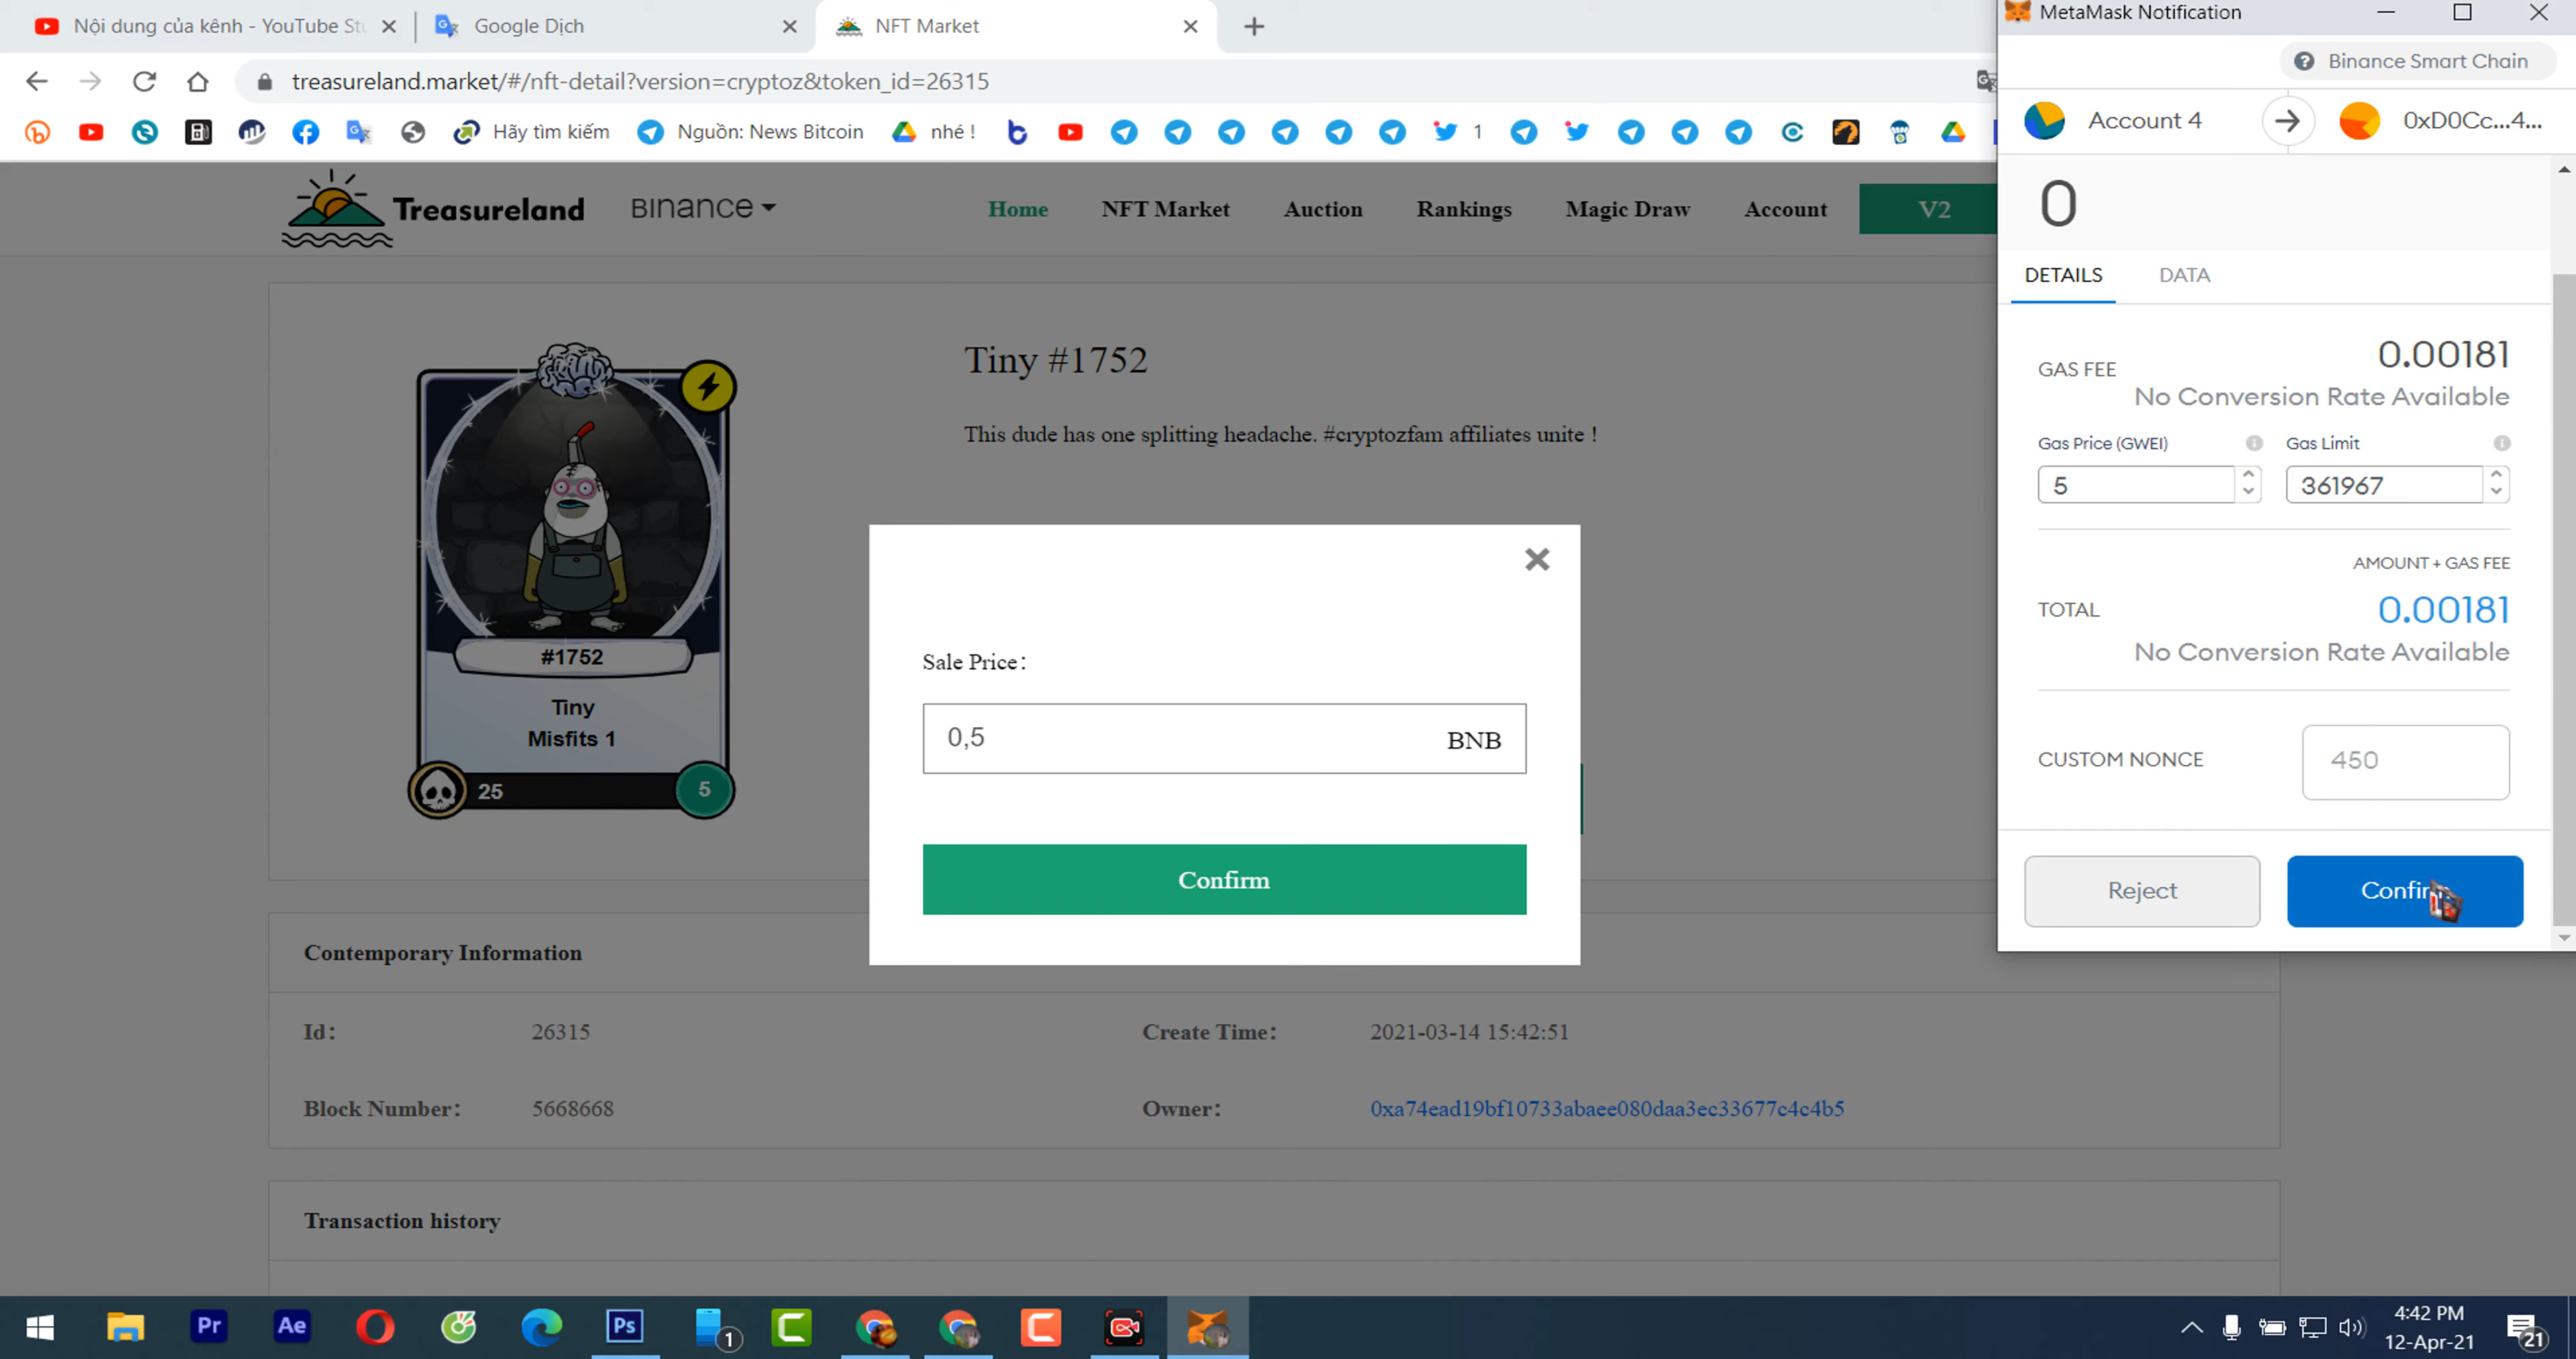 Nội dung của kênh - YouTube Stu
Google Dịch
NFT Market
MetaMask Notification
treasureland.market/#/nft-detail?version=cryptoz&token_id=26315
Binance Smart Chain
Hãy tìm kiếm
Nguồn: News Bitcoin
nhé !
1
Account 4
0xD0Cc...4...
Treasureland
BINANCE
Home
NFT Market
Auction
Rankings
Magic Draw
Account
V2
0
DETAILS
DATA
Tiny #1752
This dude has one splitting headache. #cryptozfam affiliates unite !
#1752
Tiny
Misfits 1
25
5
GAS FEE
0.00181
No Conversion Rate Available
Gas Price (GWEI)
Gas Limit
5
361967
AMOUNT + GAS FEE
TOTAL
0.00181
No Conversion Rate Available
CUSTOM NONCE
450
Reject
Sale Price:
0,5
BNB
Confirm
Contemporary Information
Id:
26315
Create Time:
2021-03-14 15:42:51
Block Number:
5668668
Owner:
0xa74ead19bf10733abaee080daa3ec33677c4c4b5
Transaction history
Pr
Ae
Ps
1
4:42 PM
12-Apr-21
21